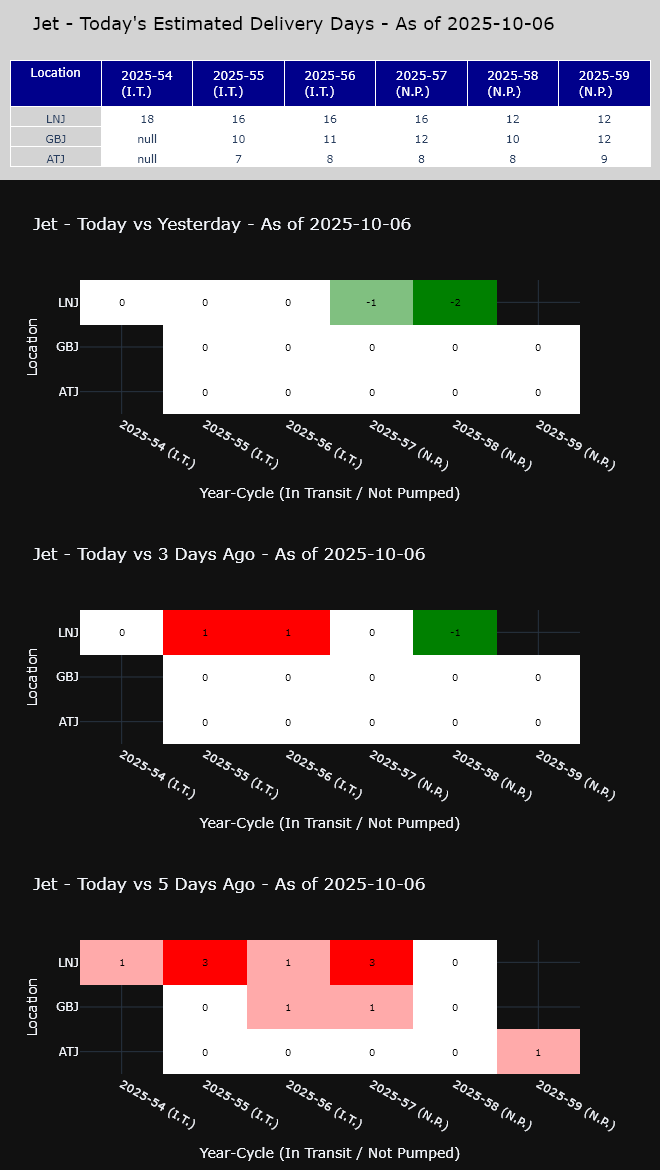 Jet - Today's Estimated Delivery Days - As of 2025-10-06
Location 2025-54 (I.T.) 2025-55 (I.T.) 2025-56 (I.T.) 2025-57 (N.P.) 2025-58 (N.P.) 2025-59 (N.P.)
LNJ 18 16 16 16 12 12
GBJ null 10 11 12 10 12
ATJ null 7 8 8 8 9
Jet - Today vs Yesterday - As of 2025-10-06
Location
LNJ 0 0 0 -1 -2
GBJ 0 0 0 0 0
ATJ 0 0 0 0 0
2025-54 (I.T.) 2025-55 (I.T.) 2025-56 (I.T.) 2025-57 (N.P.) 2025-58 (N.P.) 2025-59 (N.P.)
Year-Cycle (In Transit / Not Pumped)
Jet - Today vs 3 Days Ago - As of 2025-10-06
Location
LNJ 0 1 1 0 -1
GBJ 0 0 0 0 0
ATJ 0 0 0 0 0
2025-54 (I.T.) 2025-55 (I.T.) 2025-56 (I.T.) 2025-57 (N.P.) 2025-58 (N.P.) 2025-59 (N.P.)
Year-Cycle (In Transit / Not Pumped)
Jet - Today vs 5 Days Ago - As of 2025-10-06
Location
LNJ 1 3 1 3 0
GBJ 0 1 1 0
ATJ 0 0 0 0 1
2025-54 (I.T.) 2025-55 (I.T.) 2025-56 (I.T.) 2025-57 (N.P.) 2025-58 (N.P.) 2025-59 (N.P.)
Year-Cycle (In Transit / Not Pumped)